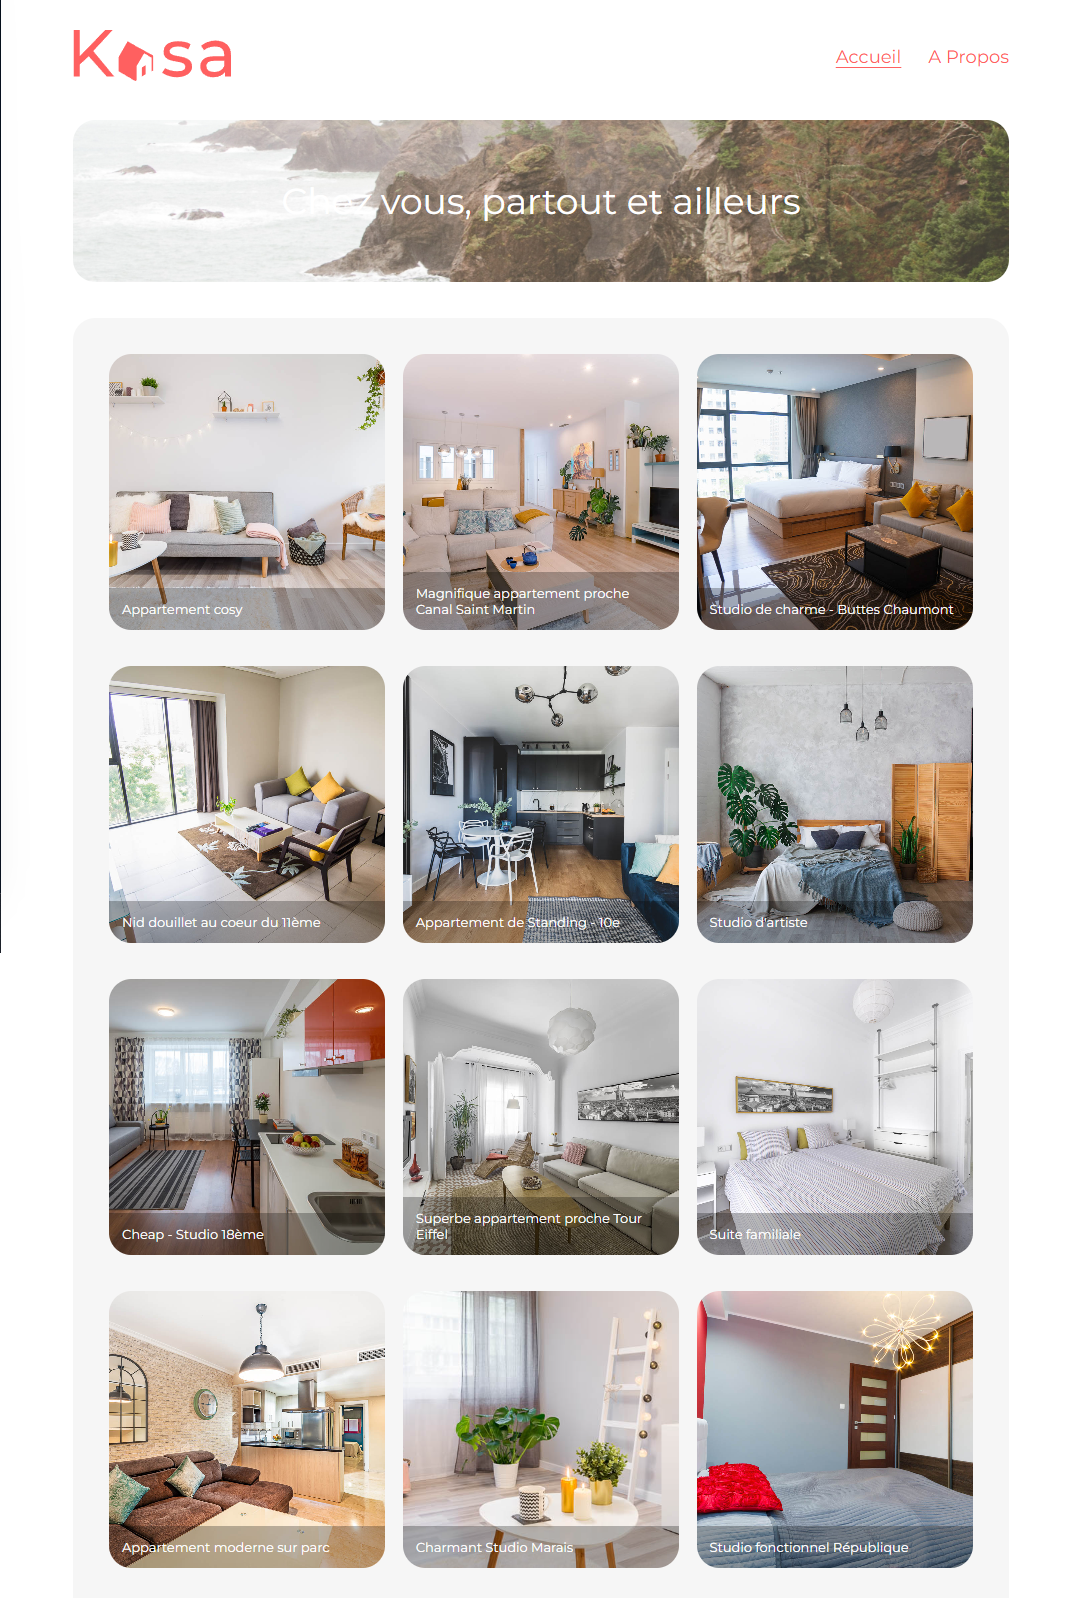 Kasa
Accueil
A Propos
Chez vous, partout et ailleurs
Appartement cosy
Magnifique appartement proche
Canal Saint Martin
Studio de charme - Buttes Chaumont
Nid douillet au coeur du 11ème
Appartement de Standing - 10e
Studio d'artiste
Cheap - Studio 18ème
Superbe appartement proche Tour
Eiffel
Suite familiale
Appartement moderne sur parc
Charmant Studio Marais
Studio fonctionnel République